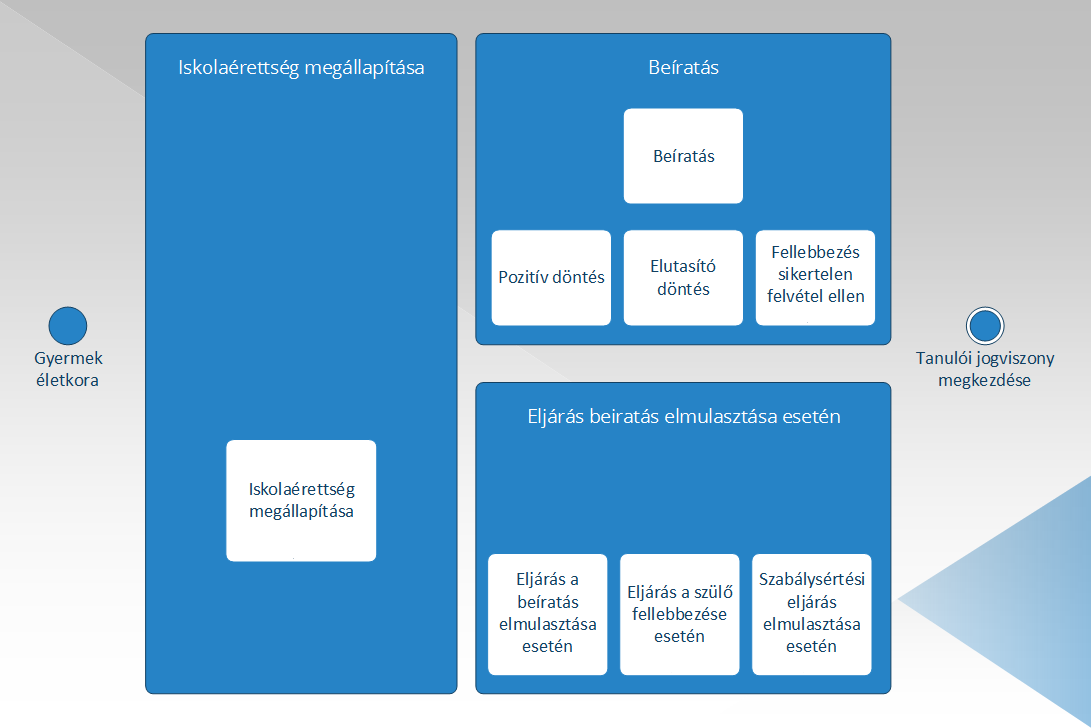 Iskolaérettség megállapítása
Iskolaérettség
megállapítása
Beíratás
Beíratás
Pozitív döntés
Elutasító
döntés
Fellebbezés
sikertelen
felvétel ellen
Gyermek
életkora
Tanulói jogviszony
megkezdése
Eljárás beiratás elmulasztása esetén
Eljárás a
beíratás
elmulasztása
esetén
Eljárás a szülő
fellebbezése
esetén
Szabálysértési
eljárás
elmulasztása
esetén